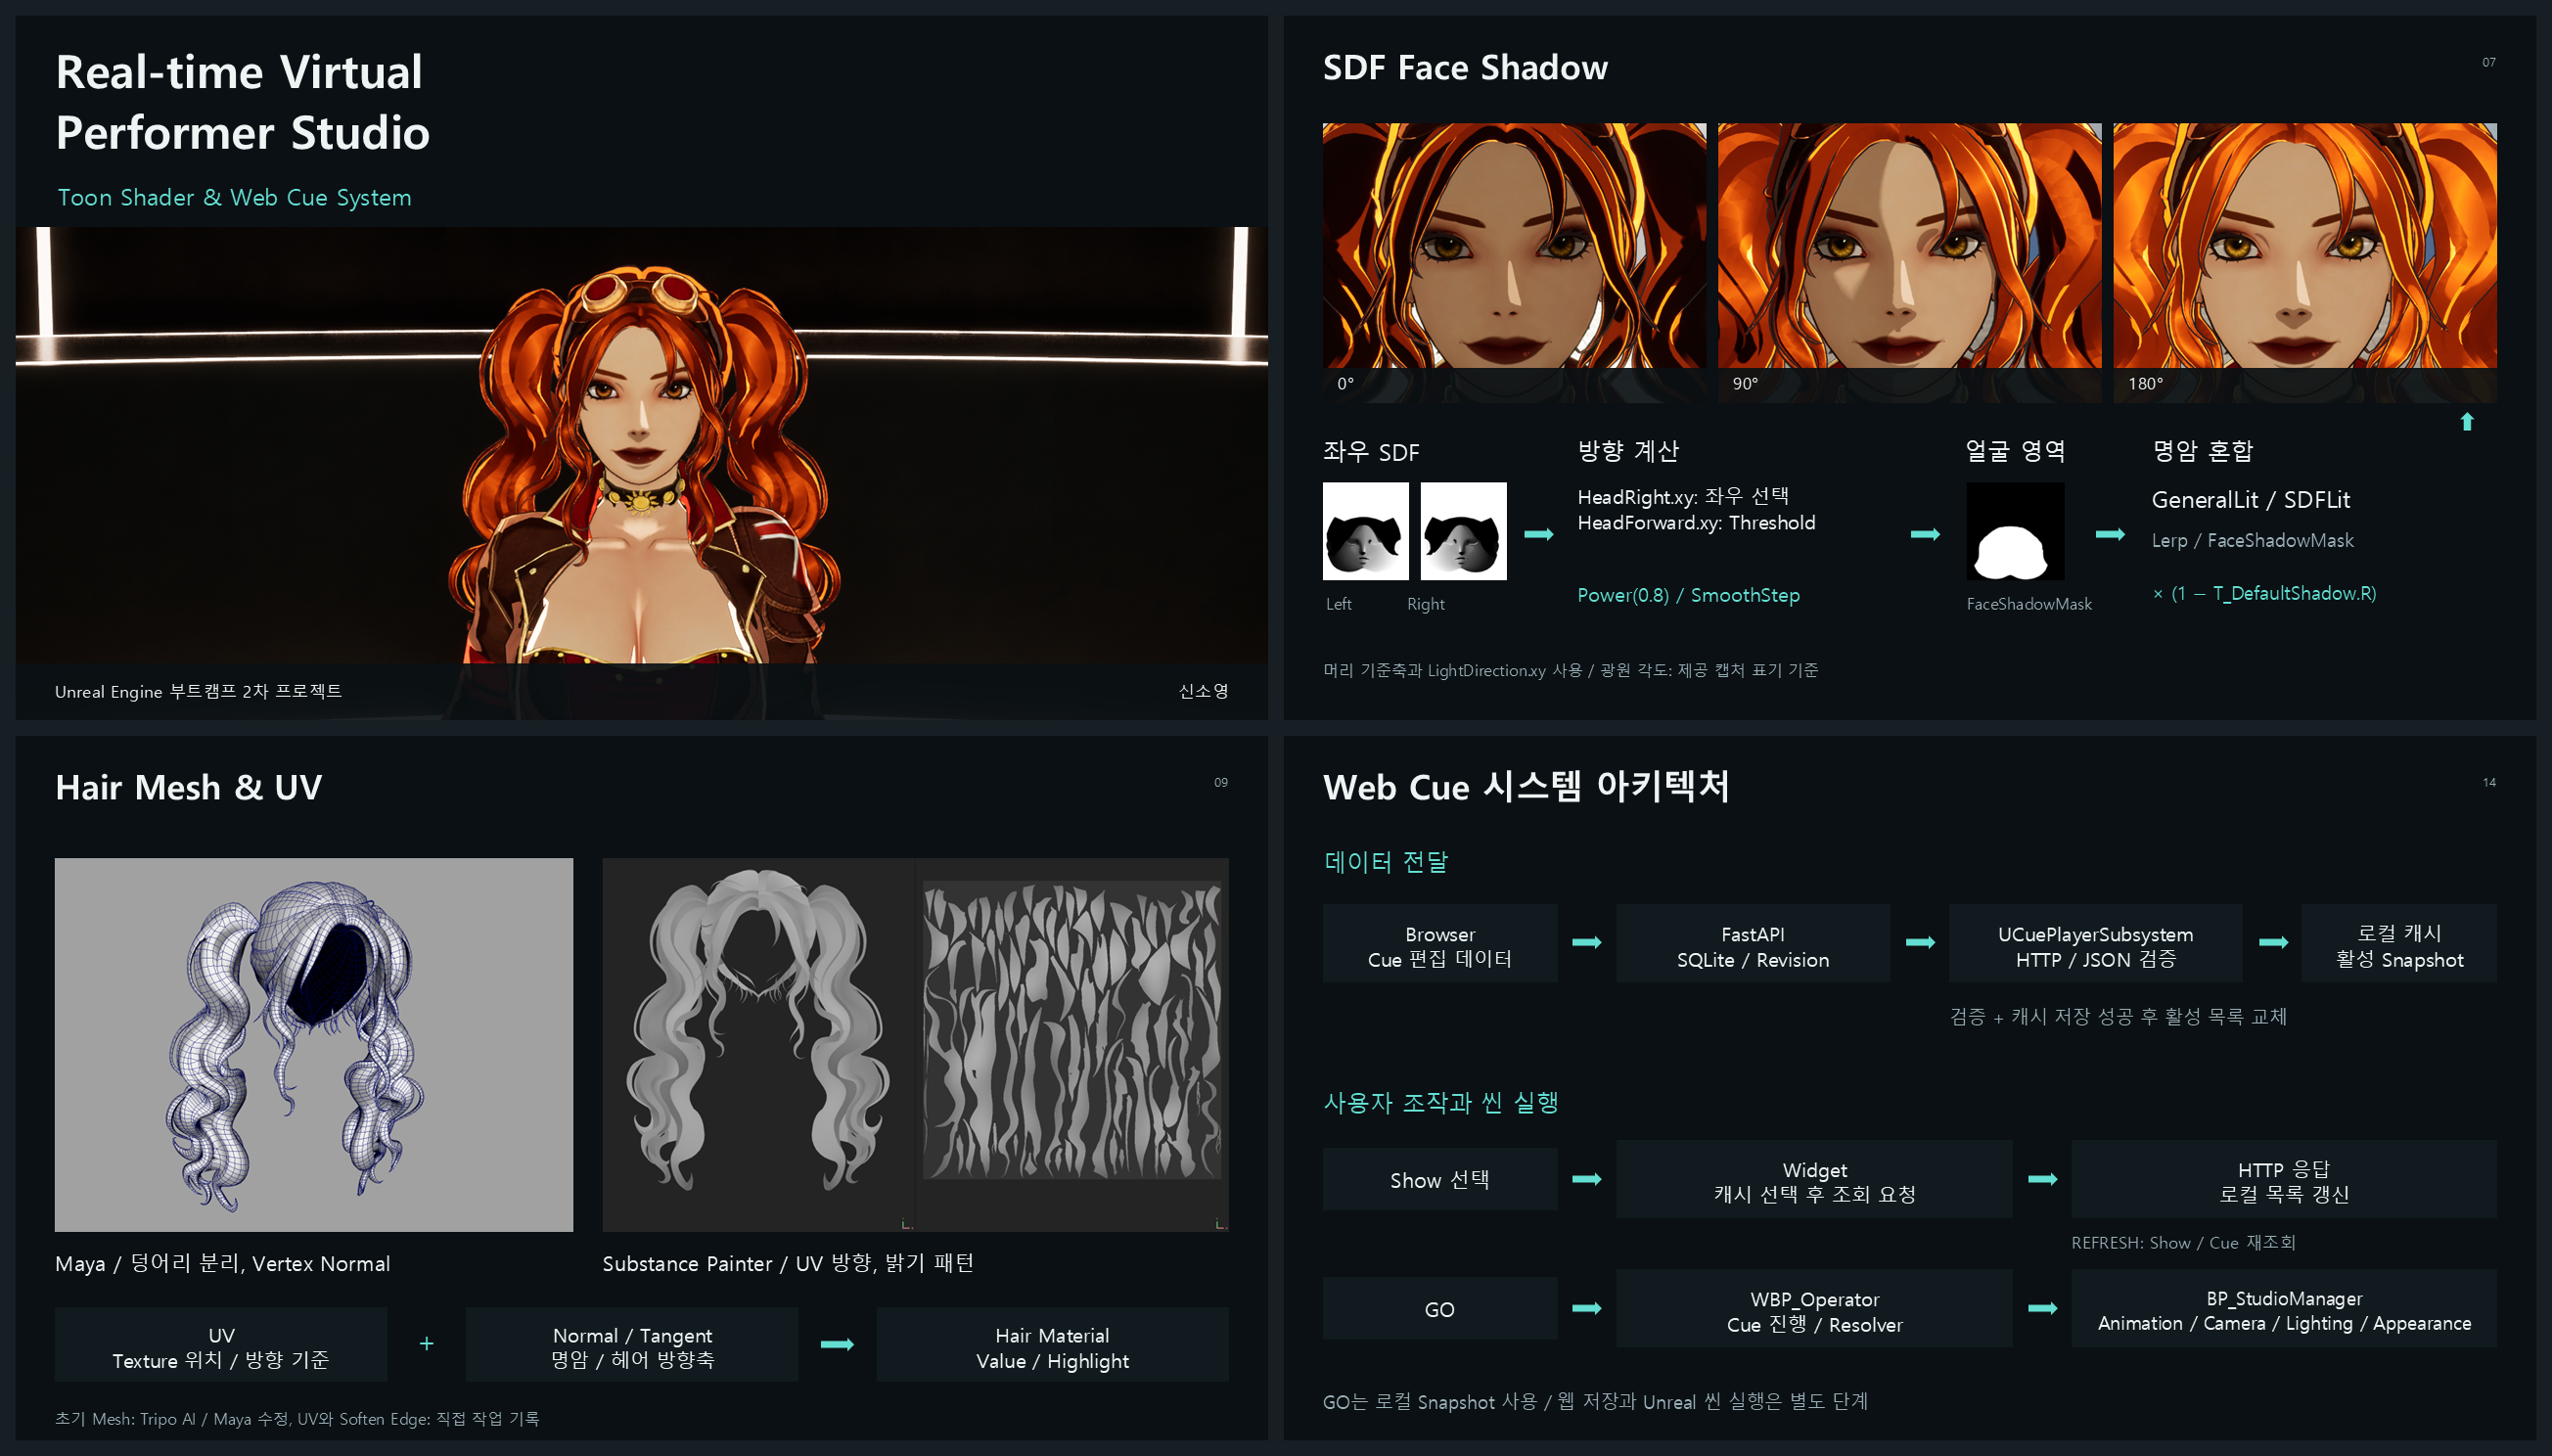 Real-time Virtual
Performer Studio
Toon Shader & Web Cue System
Unreal Engine 부트캠프 2차 프로젝트
신소영
SDF Face Shadow
07
0°
90°
180°
좌우 SDF
방향 계산
얼굴 영역
명암 혼합
HeadRight.xy: 좌우 선택
HeadForward.xy: Threshold
Power(0.8) / SmoothStep
GeneralLit / SDFLit
Lerp / FaceShadowMask
× (1 − T_DefaultShadow.R)
Left
Right
FaceShadowMask
머리 기준축과 LightDirection.xy 사용 / 광원 각도: 제공 캡처 표기 기준
Hair Mesh & UV
09
Maya / 덩어리 분리, Vertex Normal
Substance Painter / UV 방향, 밝기 패턴
UV
Texture 위치 / 방향 기준
+
Normal / Tangent
명암 / 헤어 방향축
Hair Material
Value / Highlight
초기 Mesh: Tripo AI / Maya 수정, UV와 Soften Edge: 직접 작업 기록
Web Cue 시스템 아키텍처
14
데이터 전달
Browser
Cue 편집 데이터
FastAPI
SQLite / Revision
UCuePlayerSubsystem
HTTP / JSON 검증
로컬 캐시
활성 Snapshot
검증 + 캐시 저장 성공 후 활성 목록 교체
사용자 조작과 씬 실행
Show 선택
Widget
캐시 선택 후 조회 요청
HTTP 응답
로컬 목록 갱신
REFRESH: Show / Cue 재조회
GO
WBP_Operator
Cue 진행 / Resolver
BP_StudioManager
Animation / Camera / Lighting / Appearance
GO는 로컬 Snapshot 사용 / 웹 저장과 Unreal 씬 실행은 별도 단계